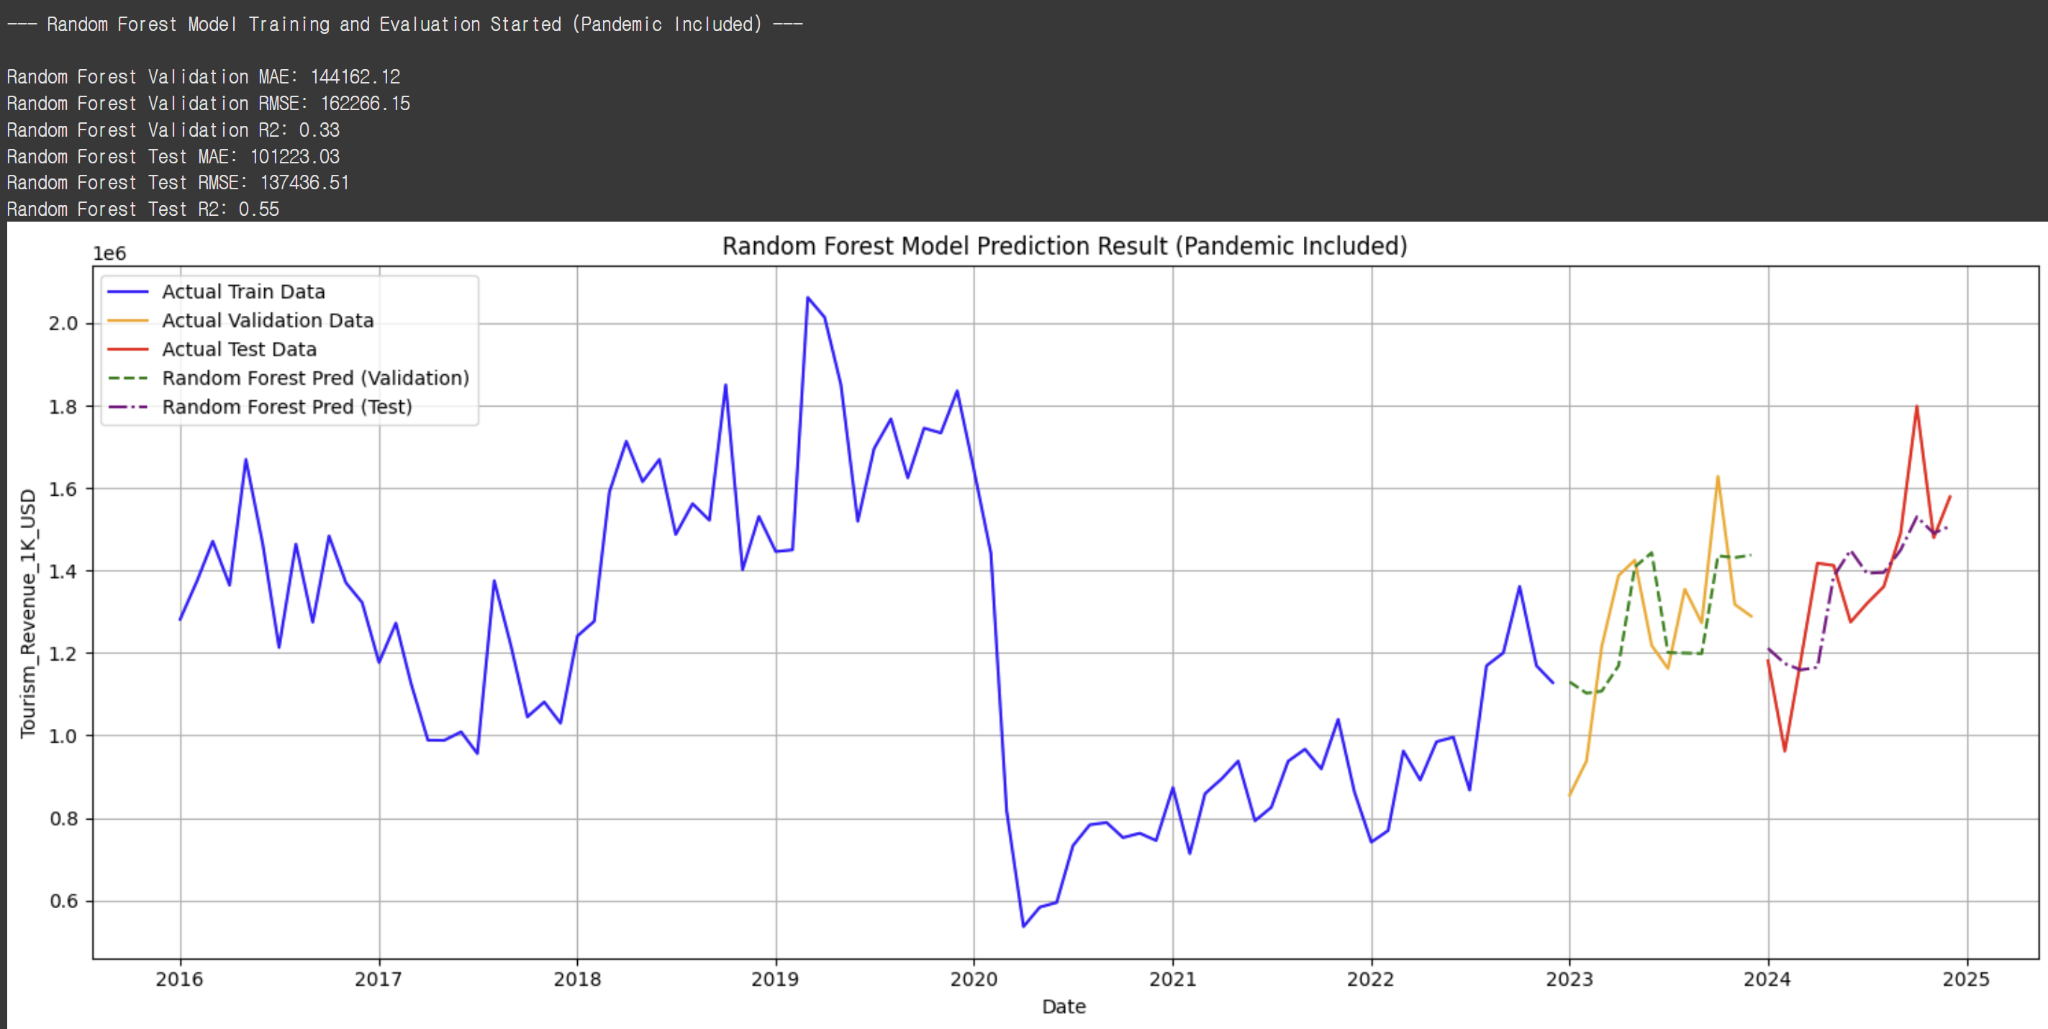 --- Random Forest Model Training and Evaluation Started (Pandemic Included) ---
Random Forest Validation MAE: 144162.12
Random Forest Validation RMSE: 162266.15
Random Forest Validation R2: 0.33
Random Forest Test MAE: 101223.03
Random Forest Test RMSE: 137436.51
Random Forest Test R2: 0.55
Random Forest Model Prediction Result (Pandemic Included)
1e6
Actual Train Data
Actual Validation Data
Actual Test Data
Random Forest Pred (Validation)
Random Forest Pred (Test)
Tourism_Revenue_1K_USD
2.0
1.8
1.6
1.4
1.2
1.0
0.8
0.6
2016 2017 2018 2019 2020 2021 2022 2023 2024 2025
Date